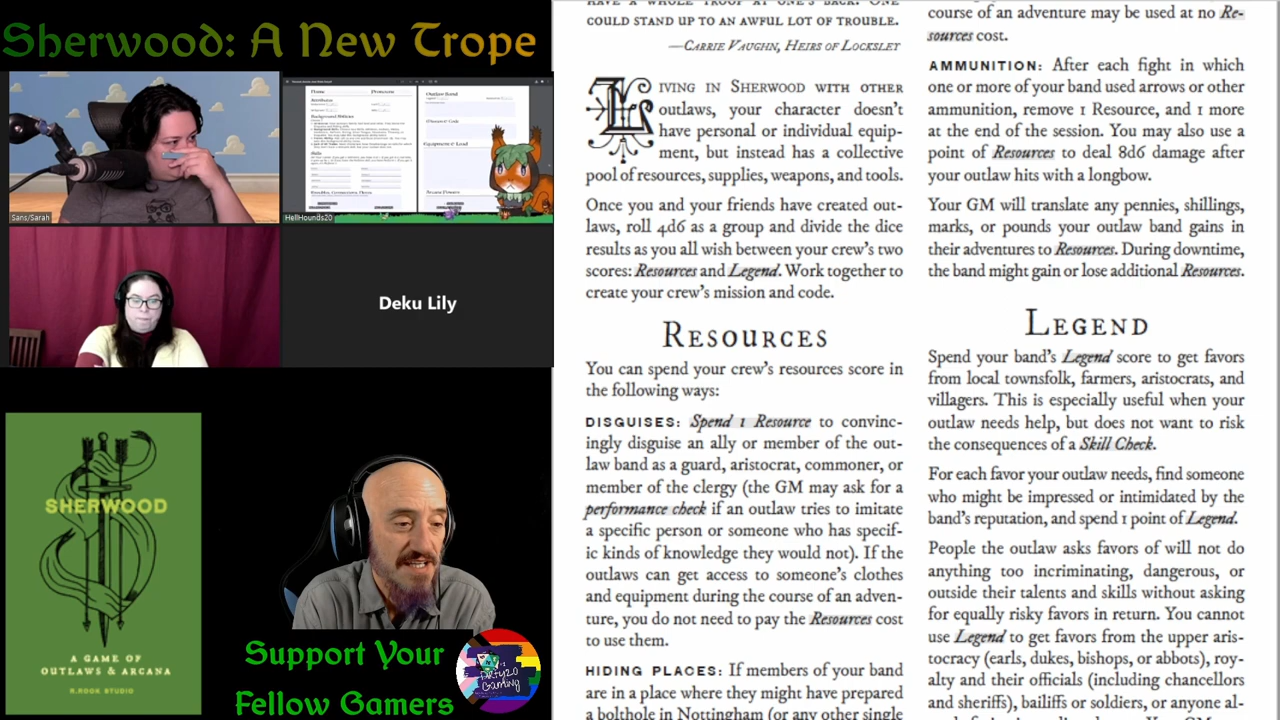 Sherwood: A New Trope
Sans/Sarah
HellHounds20
Deku Lily
SHERWOOD
A GAME OF
OUTLAWS & ARCANA
R.ROOK STUDIO
Support Your
Fellow Gamers
Dirty20
Gaming
Outlaw Band
Attributes
COULD STAND UP TO AN AWFUL LOT OF TROUBLE.
—CARRIE VAUGHN, HEIRS OF LOCKSLEY
LIVING IN SHERWOOD WITH OTHER
outlaws, your character doesn't
have personal individual equip-
ment, but instead has a collective
pool of resources, supplies, weapons, and tools.
Once you and your friends have created out-
laws, roll 4d6 as a group and divide the dice
results as you all wish between your crew's two
scores: Resources and Legend. Work together to
create your crew's mission and code.
RESOURCES
You can spend your crew's resources score in
the following ways:
DISGUISES: Spend 1 Resource to convinc-
ingly disguise an ally or member of the out-
law band as a guard, aristocrat, commoner, or
member of the clergy (the GM may ask for a
performance check if an outlaw tries to imitate
a specific person or someone who has specif-
ic kinds of knowledge they would not). If the
outlaws can get access to someone's clothes
and equipment during the course of an adven-
ture, you do not need to pay the Resources cost
to use them.
HIDING PLACES: If members of your band
are in a place where they might have prepared
a bolthole in Nottingham (or any other single
course of an adventure may be used at no Re-
sources cost.
AMMUNITION: After each fight in which
one or more of your band uses arrows or other
ammunition, lower Resources by 1 point
at the end of the session. You may also use a
point of Resources to deal 3d6 damage after
your outlaw hits with a longbow.
Your GM will translate any pennies, shillings,
marks, or pounds your outlaw band gains in
their adventures to Resources. During downtime,
the band might gain or lose additional Resources.
LEGEND
Spend your band's Legend score to get favors
from local townsfolk, farmers, aristocrats, and
villagers. This is especially useful when your
outlaw needs help, but does not want to risk
the consequences of a Skill Check.
For each favor your outlaw needs, find someone
who might be impressed or intimidated by the
band's reputation, and spend 1 point of Legend.
People the outlaw asks favors of will not do
anything too incriminating, dangerous, or
outside their talents and skills without asking
for equally risky favors in return. You cannot
use Legend to get favors from the upper aris-
tocracy (earls, dukes, bishops, or abbots), roy-
alty and their officials (including chancellors
and sheriffs), bailiffs or soldiers, or anyone al-